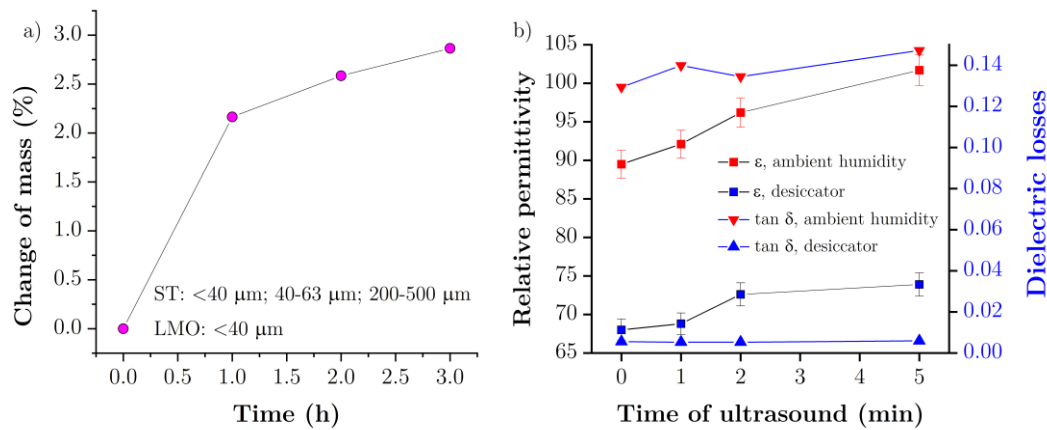 a)
Change of mass (%)
3.0
2.5
2.0
1.5
1.0
0.5
0.0
ST: <40 μm; 40-63 μm; 200-500 μm
LMO: <40 μm
0.0 0.5 1.0 1.5 2.0 2.5 3.0
Time (h)
b)
Relative permittivity
105
100
95
90
85
80
75
70
65
ε, ambient humidity
ε, desiccator
tan δ, ambient humidity
tan δ, desiccator
0 1 2 3 4 5
Time of ultrasound (min)
0.14
0.12
0.10
0.08
0.06
0.04
0.02
0.00
Dielectric losses